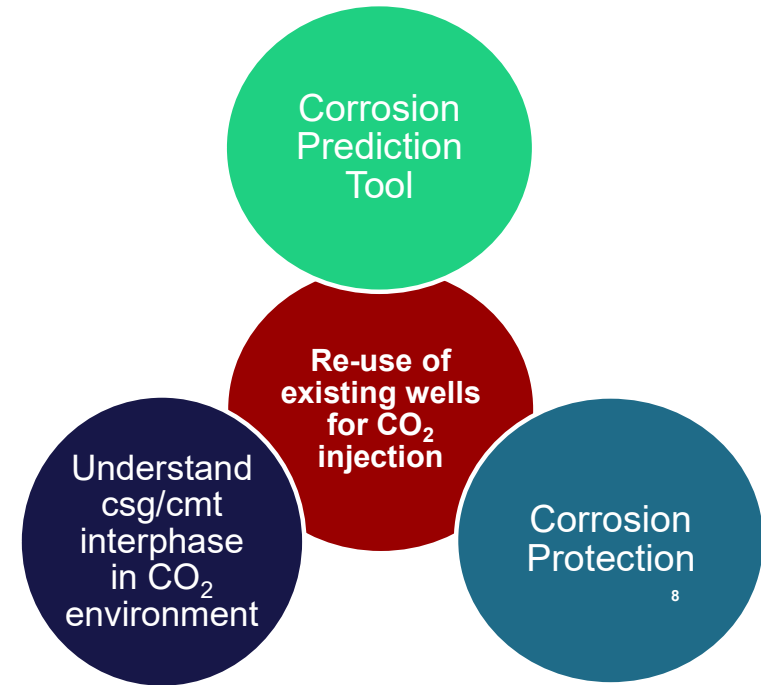 Corrosion
Prediction
Tool
Re-use of
existing wells
for CO₂
injection
Understand
csg/cmt
interphase
in CO₂
environment
Corrosion
Protection
8